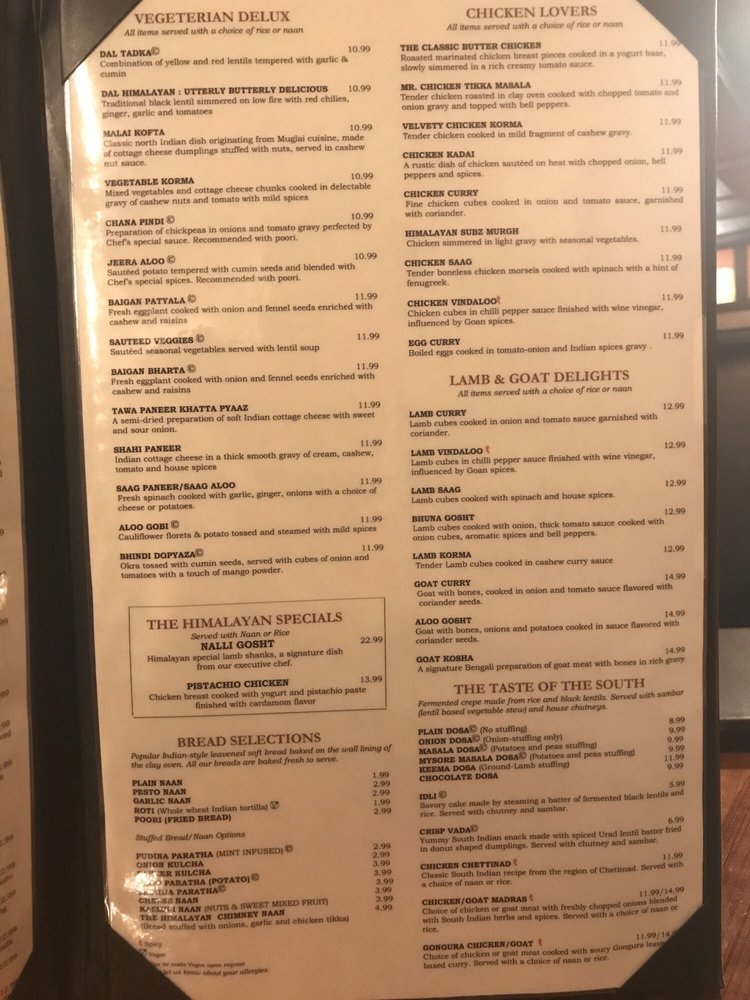 VEGETERIAN DELUX
All items served with a choice of rice or naan
DAL TADKA© 10.99
Combination of yellow and red lentils tempered with garlic &
cumin
DAL HIMALAYAN : UTTERLY BUTTERLY DELICIOUS 10.99
Traditional black lentil simmered on low fire with red chilies,
ginger, garlic and tomatoes
MALAI KOFTA 10.99
Classic north Indian dish originating from Muglai cuisine, made
of cottage cheese dumplings stuffed with nuts, served in cashew
nut sauce.
VEGETABLE KORMA 10.99
Mixed vegetables and cottage cheese chunks cooked in delectable
gravy of cashew nuts and tomato with mild spices
CHANA PINDI © 10.99
Preparation of chickpeas in onions and tomato gravy perfected by
Chef's special sauce. Recommended with poori.
JEERA ALOO © 10.99
Sautéed potato tempered with cumin seeds and blended with
Chef's special spices. Recommended with poori.
BAIGAN PATYALA © 11.99
Fresh eggplant cooked with onion and fennel seeds enriched with
cashew and raisins
SAUTEED VEGGIES © 11.99
Sautéed seasonal vegetables served with lentil soup
BAIGAN BHARTA © 11.99
Fresh eggplant cooked with onion and fennel seeds enriched with
cashew and raisins
TAWA PANEER KHATTA PYAAZ 11.99
A semi-dried preparation of soft Indian cottage cheese with sweet
and sour onion.
SHAHI PANEER 11.99
Indian cottage cheese in a thick smooth gravy of cream, cashew,
tomato and house spices
SAAG PANEER/SAAG ALOO 11.99
Fresh spinach cooked with garlic, ginger, onions with a choice of
cheese or potatoes.
ALOO GOBI © 11.99
Cauliflower florets & potato tossed and steamed with mild spices
BHINDI DOPYAZA© 11.99
Okra tossed with cumin seeds, served with cubes of onion and
tomatoes with a touch of mango powder.
THE HIMALAYAN SPECIALS
Served with Naan or Rice
NALLI GOSHT 22.99
Himalayan special lamb shanks, a signature dish
from our executive chef.
PISTACHIO CHICKEN 13.99
Chicken breast cooked with yogurt and pistachio paste
finished with cardamom flavor
BREAD SELECTIONS
Popular Indian-style leavened soft bread baked on the wall lining of
the clay oven. All our breads are baked fresh to serve.
PLAIN NAAN 1.99
PESTO NAAN 2.99
GARLIC NAAN 2.99
ROTI (Whole wheat Indian tortilla) 1.99
POORI (FRIED BREAD) 2.99
Stuffed Bread/Naan Options
PUDINA PARATHA (MINT INFUSED) © 2.99
ONION KULCHA 2.99
KULCHA 3.99
PARATHA (POTATO) © 3.99
PARATHA© 3.99
NAAN 3.99
NAAN (NUTS & SWEET MIXED FRUIT) 3.99
THE HIMALAYAN CHIMNEY NAAN 4.99
(Bread stuffed with onions, garlic and chicken tikka)
Spicy
Vegan
be made Vegan upon request
let us know about your allergies.
CHICKEN LOVERS
All items served with a choice of rice or naan
THE CLASSIC BUTTER CHICKEN 11.99
Roasted marinated chicken breast pieces cooked in a yogurt base,
slowly simmered in a rich creamy tomato sauce.
MR. CHICKEN TIKKA MASALA 11.99
Tender chicken roasted in clay oven cooked with chopped tomato and
onion gravy and topped with bell peppers.
VELVETY CHICKEN KORMA 11.99
Tender chicken cooked in mild fragment of cashew gravy.
CHICKEN KADAI 11.99
A rustic dish of chicken sautéed on heat with chopped onion, bell
peppers and spices.
CHICKEN CURRY 11.99
Fine chicken cubes cooked in onion and tomato sauce, garnished
with coriander.
HIMALAYAN SUBZ MURGH 11.99
Chicken simmered in light gravy with seasonal vegetables.
CHICKEN SAAG 11.99
Tender boneless chicken morsels cooked with spinach with a hint of
fenugreek.
CHICKEN VINDALOO 11.99
Chicken cubes in chilli pepper sauce finished with wine vinegar,
influenced by Goan spices.
EGG CURRY 11.99
Boiled eggs cooked in tomato-onion and Indian spices gravy .
LAMB & GOAT DELIGHTS
All items served with a choice of rice or naan
LAMB CURRY 12.99
Lamb cubes cooked in onion and tomato sauce garnished with
coriander.
LAMB VINDALOO 12.99
Lamb cubes in chilli pepper sauce finished with wine vinegar,
influenced by Goan spices.
LAMB SAAG 12.99
Lamb cubes cooked with spinach and house spices.
BHUNA GOSHT 12.99
Lamb cubes cooked with onion, thick tomato sauce cooked with
onion cubes, aromatic spices and bell peppers.
LAMB KORMA 12.99
Tender Lamb cubes cooked in cashew curry sauce
GOAT CURRY 14.99
Goat with bones, cooked in onion and tomato sauce flavored with
coriander seeds.
ALOO GOSHT 14.99
Goat with bones, onions and potatoes cooked in sauce flavored with
coriander seeds.
GOAT KOSHA 14.99
A signature Bengali preparation of goat meat with bones in rich gravy
THE TASTE OF THE SOUTH
Fermented crepe made from rice and black lentils. Served with sambar
(lentil based vegetable stew) and house chutneys.
PLAIN DOSA© (No stuffing) 8.99
ONION DOSA© (Onion-stuffing only) 9.99
MASALA DOSA© (Potatoes and peas stuffing) 9.99
MYSORE MASALA DOSA© (Potatoes and peas stuffing) 9.99
KEEMA DOSA (Ground-Lamb stuffing) 11.99
CHOCOLATE DOSA 9.99
IDLI © 5.99
Savory cake made by steaming a batter of fermented black lentils and
rice. Served with chutney and sambar.
CRISP VADA© 6.99
Yummy South Indian snack made with spiced Urad lentil batter fried
in donut shaped dumplings. Served with chutney and sambar.
CHICKEN CHETTINAD 11.99
Classic South Indian recipe from the region of Chettinad. Served with
a choice of naan or rice.
CHICKEN/GOAT MADRAS 11.99/14.99
Choice of chicken or goat meat with freshly chopped onions blended
with South Indian herbs and spices. Served with a choice of naan or
rice.
GONGURA CHICKEN/GOAT 11.99/14
Choice of chicken or goat meat cooked with soury Gongura leave
based curry. Served with a choice of naan or rice.